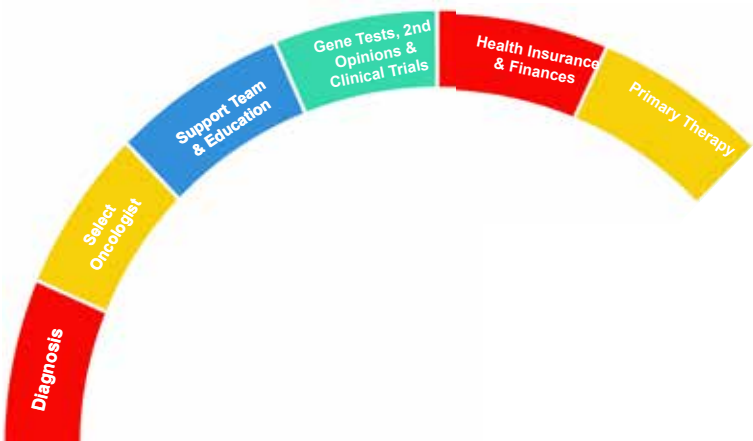 Diagnosis
Select
Oncologist
Support Team
& Education
Gene Tests, 2nd
Opinions &
Clinical Trials
Health Insurance
& Finances
Primary Therapy